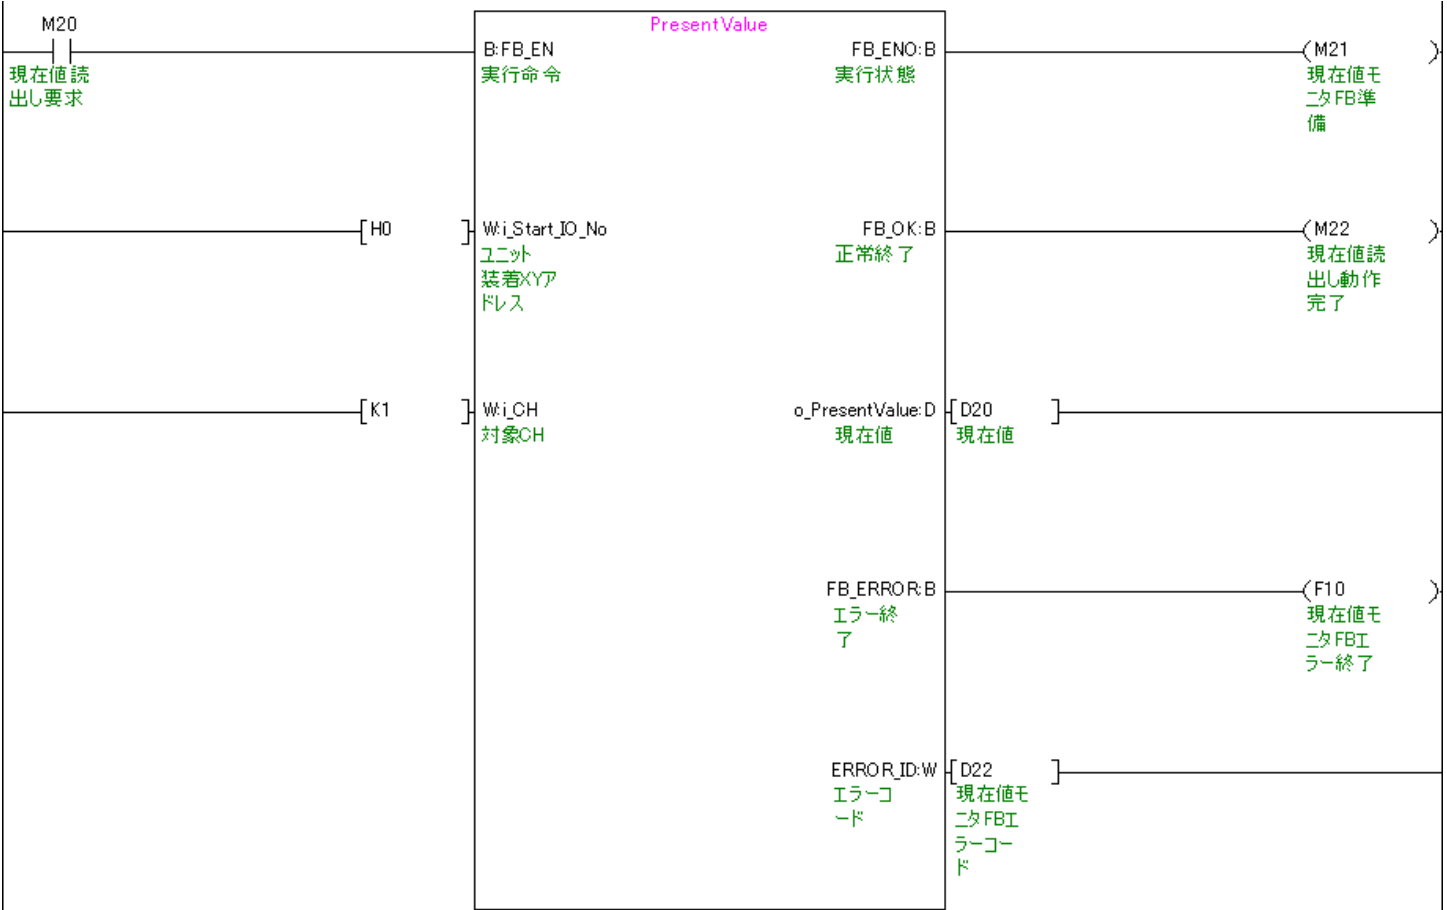 PresentValue
M20
現在値読
出し要求
B:FB_EN
実行命令
FB_ENO:B
実行状態
M21
現在値モ
ニタFB準
備
H0
W:i_Start_IO_No
ユニット
装着XYア
ドレス
FB_OK:B
正常終了
M22
現在値読
出し動作
完了
K1
W:i_CH
対象CH
o_PresentValue:D
現在値
D20
現在値
FB_ERROR:B
エラー終
了
F10
現在値モ
ニタFBエ
ラー終了
ERROR_ID:W
エラーコ
ード
D22
現在値モ
ニタFBエ
ラーコー
ド